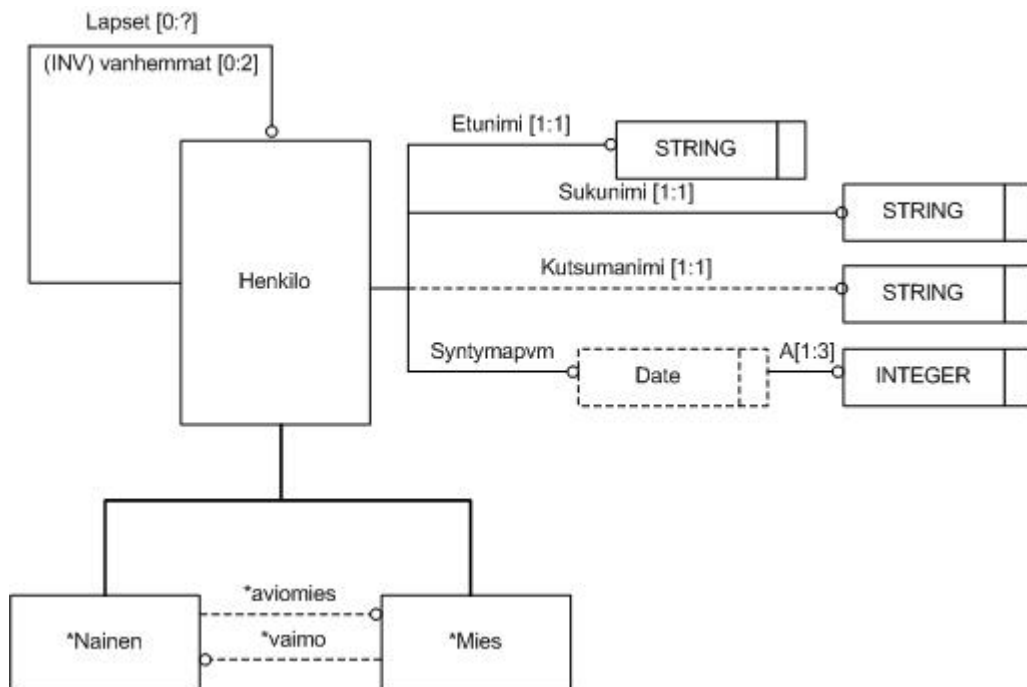 Lapset [0:?]
(INV) vanhemmat [0:2]
Henkilo
Etunimi [1:1]
STRING
Sukunimi [1:1]
STRING
Kutsumanimi [1:1]
STRING
Syntymapvm
Date
A[1:3]
INTEGER
*Nainen
*aviomies
*vaimo
*Mies